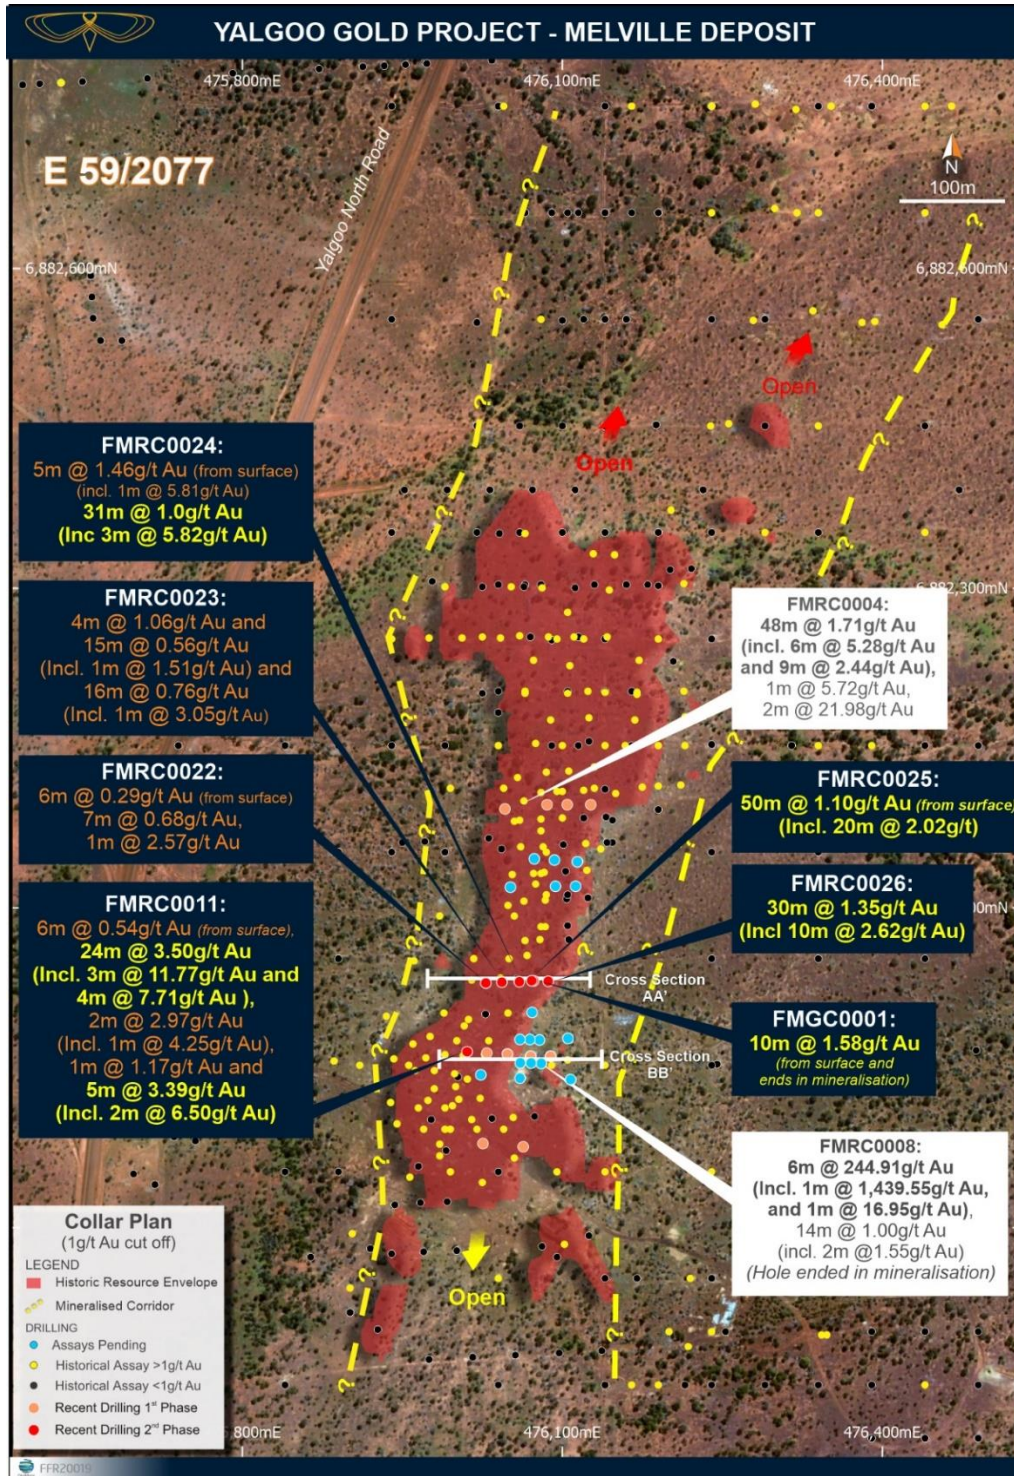 YALGOO GOLD PROJECT - MELVILLE DEPOSIT
475,800mE
476,100mE
476,400mE
E 59/2077
Yalgoo North Road
N
100m
6,882,600mN
6,882,600mN
Open
Open
FMRC0024:
5m @ 1.46g/t Au (from surface)
(incl. 1m @ 5.81g/t Au)
31m @ 1.0g/t Au
(Inc 3m @ 5.82g/t Au)
6,882,300mN
FMRC0023:
4m @ 1.06g/t Au and
15m @ 0.56g/t Au
(Incl. 1m @ 1.51g/t Au) and
16m @ 0.76g/t Au
(Incl. 1m @ 3.05g/t Au)
FMRC0004:
48m @ 1.71g/t Au
(incl. 6m @ 5.28g/t Au
and 9m @ 2.44g/t Au),
1m @ 5.72g/t Au,
2m @ 21.98g/t Au
FMRC0022:
6m @ 0.29g/t Au (from surface)
7m @ 0.68g/t Au,
1m @ 2.57g/t Au
FMRC0025:
50m @ 1.10g/t Au (from surface)
(Incl. 20m @ 2.02g/t)
FMRC0011:
6m @ 0.54g/t Au (from surface),
24m @ 3.50g/t Au
(Incl. 3m @ 11.77g/t Au and
4m @ 7.71g/t Au ),
2m @ 2.97g/t Au
(Incl. 1m @ 4.25g/t Au),
1m @ 1.17g/t Au and
5m @ 3.39g/t Au
(Incl. 2m @ 6.50g/t Au)
FMRC0026:
30m @ 1.35g/t Au
(Incl 10m @ 2.62g/t Au)
00mN
Cross Section
AA'
FMGC0001:
10m @ 1.58g/t Au
(from surface and
ends in mineralisation)
Cross Section
BB'
FMRC0008:
6m @ 244.91g/t Au
(Incl. 1m @ 1,439.55g/t Au,
and 1m @ 16.95g/t Au),
14m @ 1.00g/t Au
(incl. 2m @1.55g/t Au)
(Hole ended in mineralisation)
Open
Collar Plan
(1g/t Au cut off)
LEGEND
Historic Resource Envelope
Mineralised Corridor
DRILLING
Assays Pending
Historical Assay >1g/t Au
Historical Assay <1g/t Au
Recent Drilling 1st Phase
Recent Drilling 2nd Phase
,800mE
476,100mE
476,400mE
FFR20019